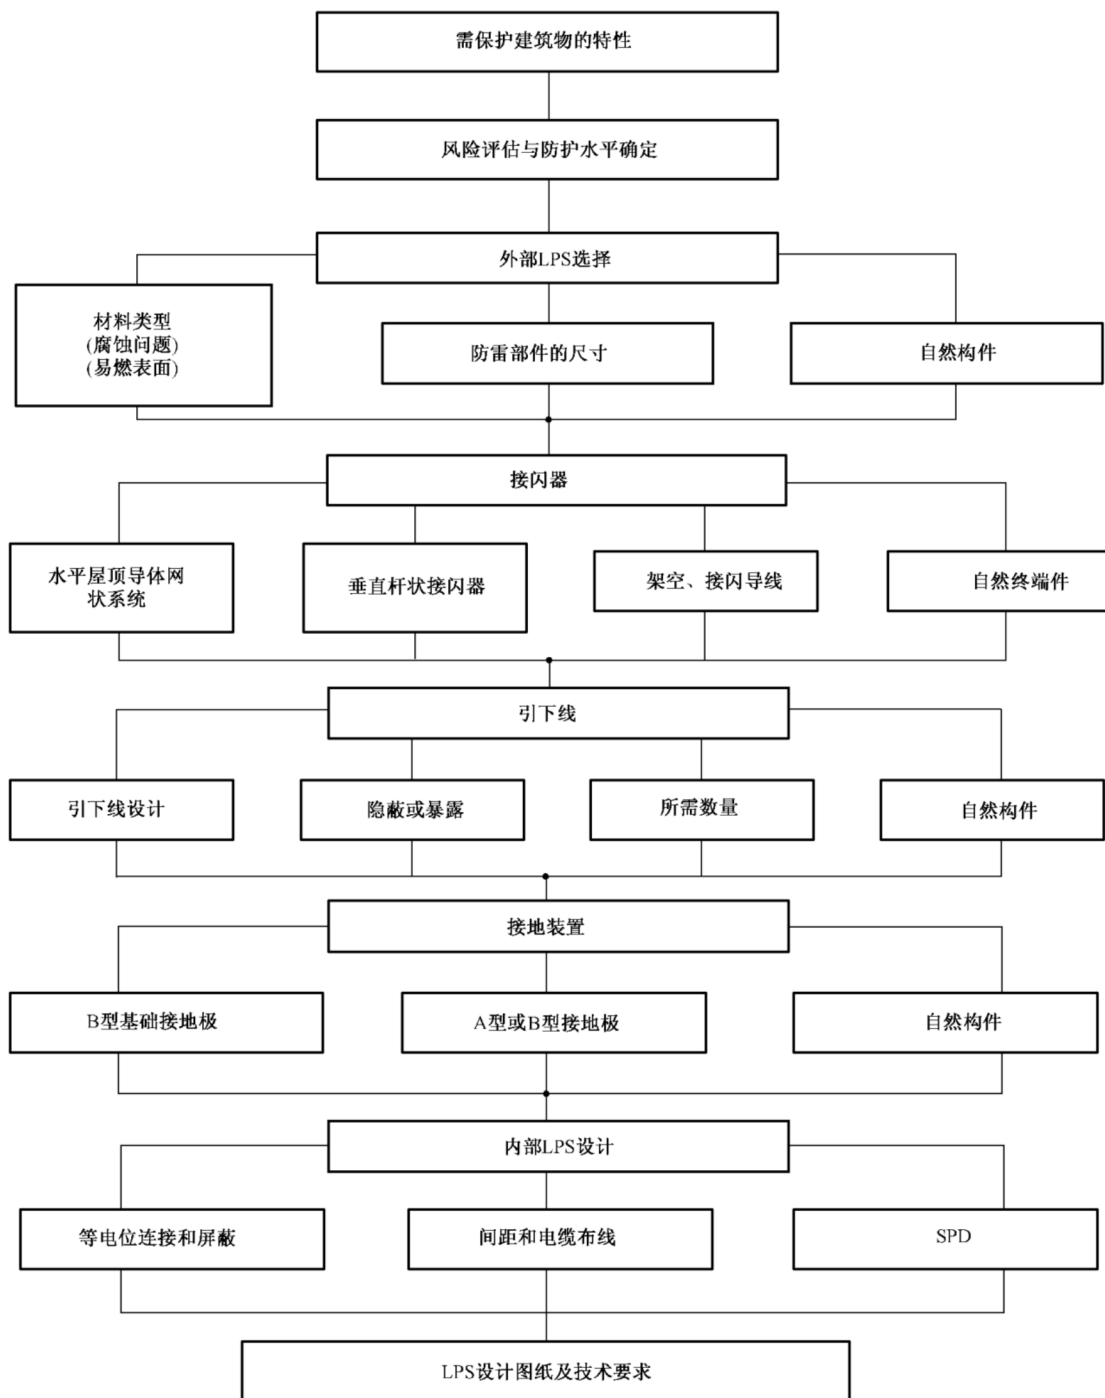 需保护建筑物的特性
风险评估与防护水平确定
外部LPS选择
材料类型
(腐蚀问题)
(易燃表面)
防雷部件的尺寸
自然构件
接闪器
水平屋顶导体网
状系统
垂直杆状接闪器
架空、接闪导线
自然终端件
引下线
引下线设计
隐蔽或暴露
所需数量
自然构件
接地装置
B型基础接地极
A型或B型接地极
自然构件
内部LPS设计
等电位连接和屏蔽
间距和电缆布线
SPD
LPS设计图纸及技术要求